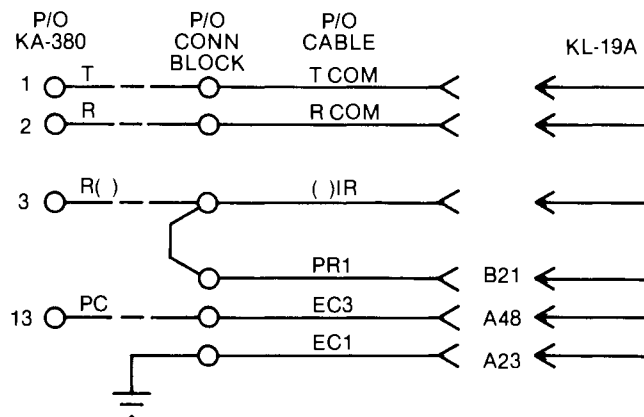 P/O
KA-380
P/O
CONN
BLOCK
P/O
CABLE
KL-19A
1 T T COM
2 R R COM
3 R( ) ( )IR
PR1 B21
13 PC EC3 A48
EC1 A23